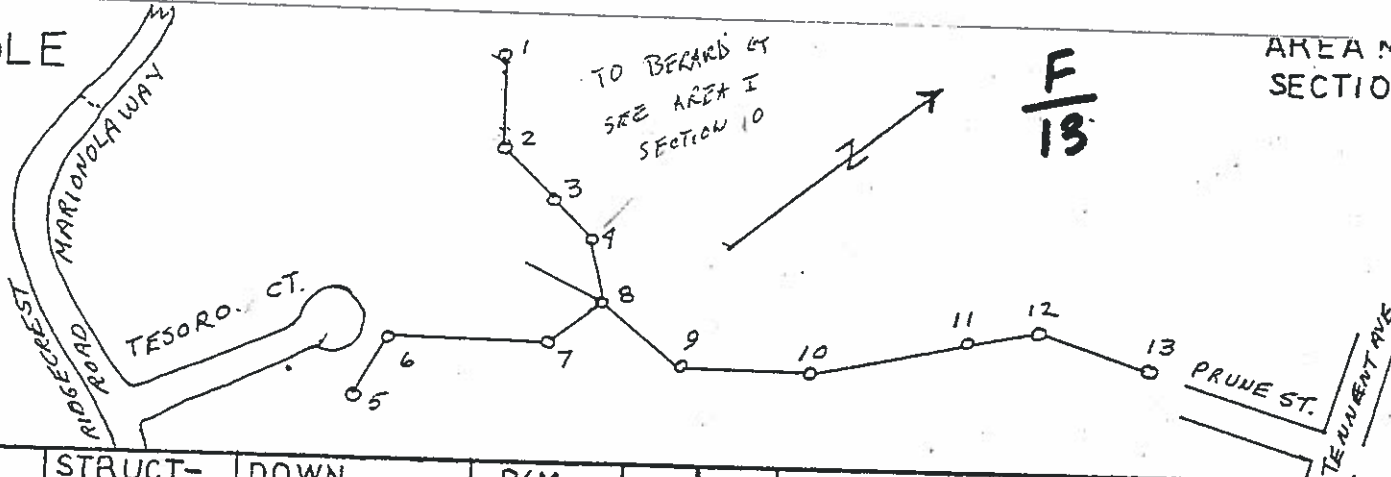 MARIONOLA WAY
RIDGECREST
ROAD
TESORO. CT.
1
2
3
4
5
6
7
8
9
10
11
12
13
TO BERARD CT
SEE AREA I
SECTION 10
Z
F
13
AREA
SECTIO
PRUNE ST.
TENNENT AVE
STRUCT-
DOWN